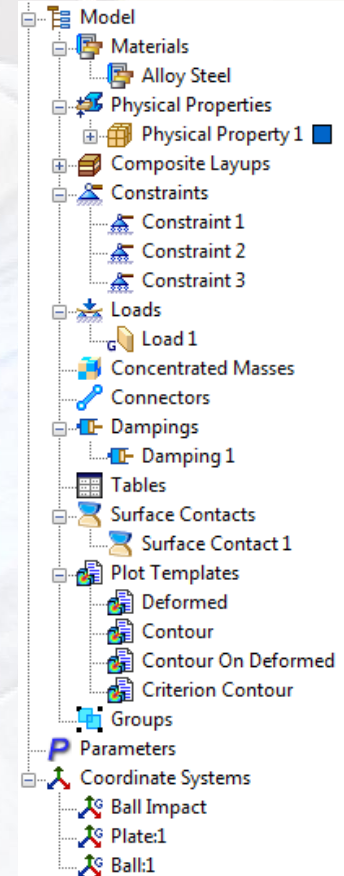 Model
Materials
Alloy Steel
Physical Properties
Physical Property 1
Composite Layups
Constraints
Constraint 1
Constraint 2
Constraint 3
Loads
G Load 1
Concentrated Masses
Connectors
Dampings
Damping 1
Tables
Surface Contacts
Surface Contact 1
Plot Templates
Deformed
Contour
Contour On Deformed
Criterion Contour
Groups
P Parameters
Coordinate Systems
G Ball Impact
G Plate:1
G Ball:1